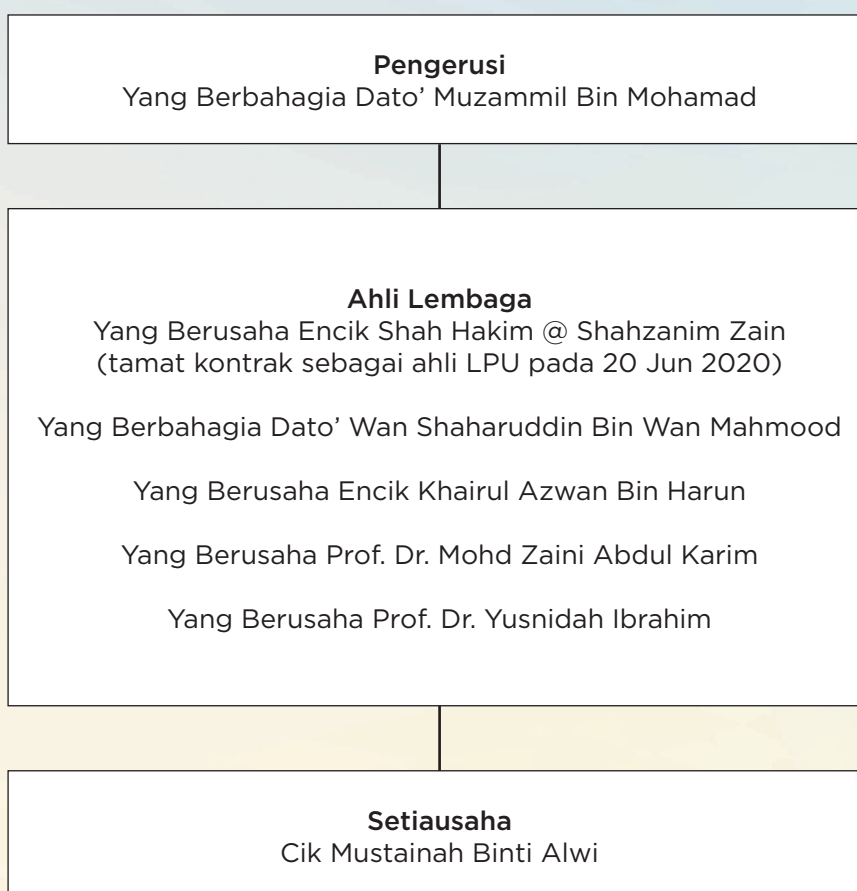 Pengerusi
Yang Berbahagia Dato’ Muzammil Bin Mohamad
Ahli Lembaga
Yang Berusaha Encik Shah Hakim @ Shahzanim Zain
(tamat kontrak sebagai ahli LPU pada 20 Jun 2020)
Yang Berbahagia Dato’ Wan Shaharuddin Bin Wan Mahmood
Yang Berusaha Encik Khairul Azwan Bin Harun
Yang Berusaha Prof. Dr. Mohd Zaini Abdul Karim
Yang Berusaha Prof. Dr. Yusnidah Ibrahim
Setiausaha
Cik Mustainah Binti Alwi